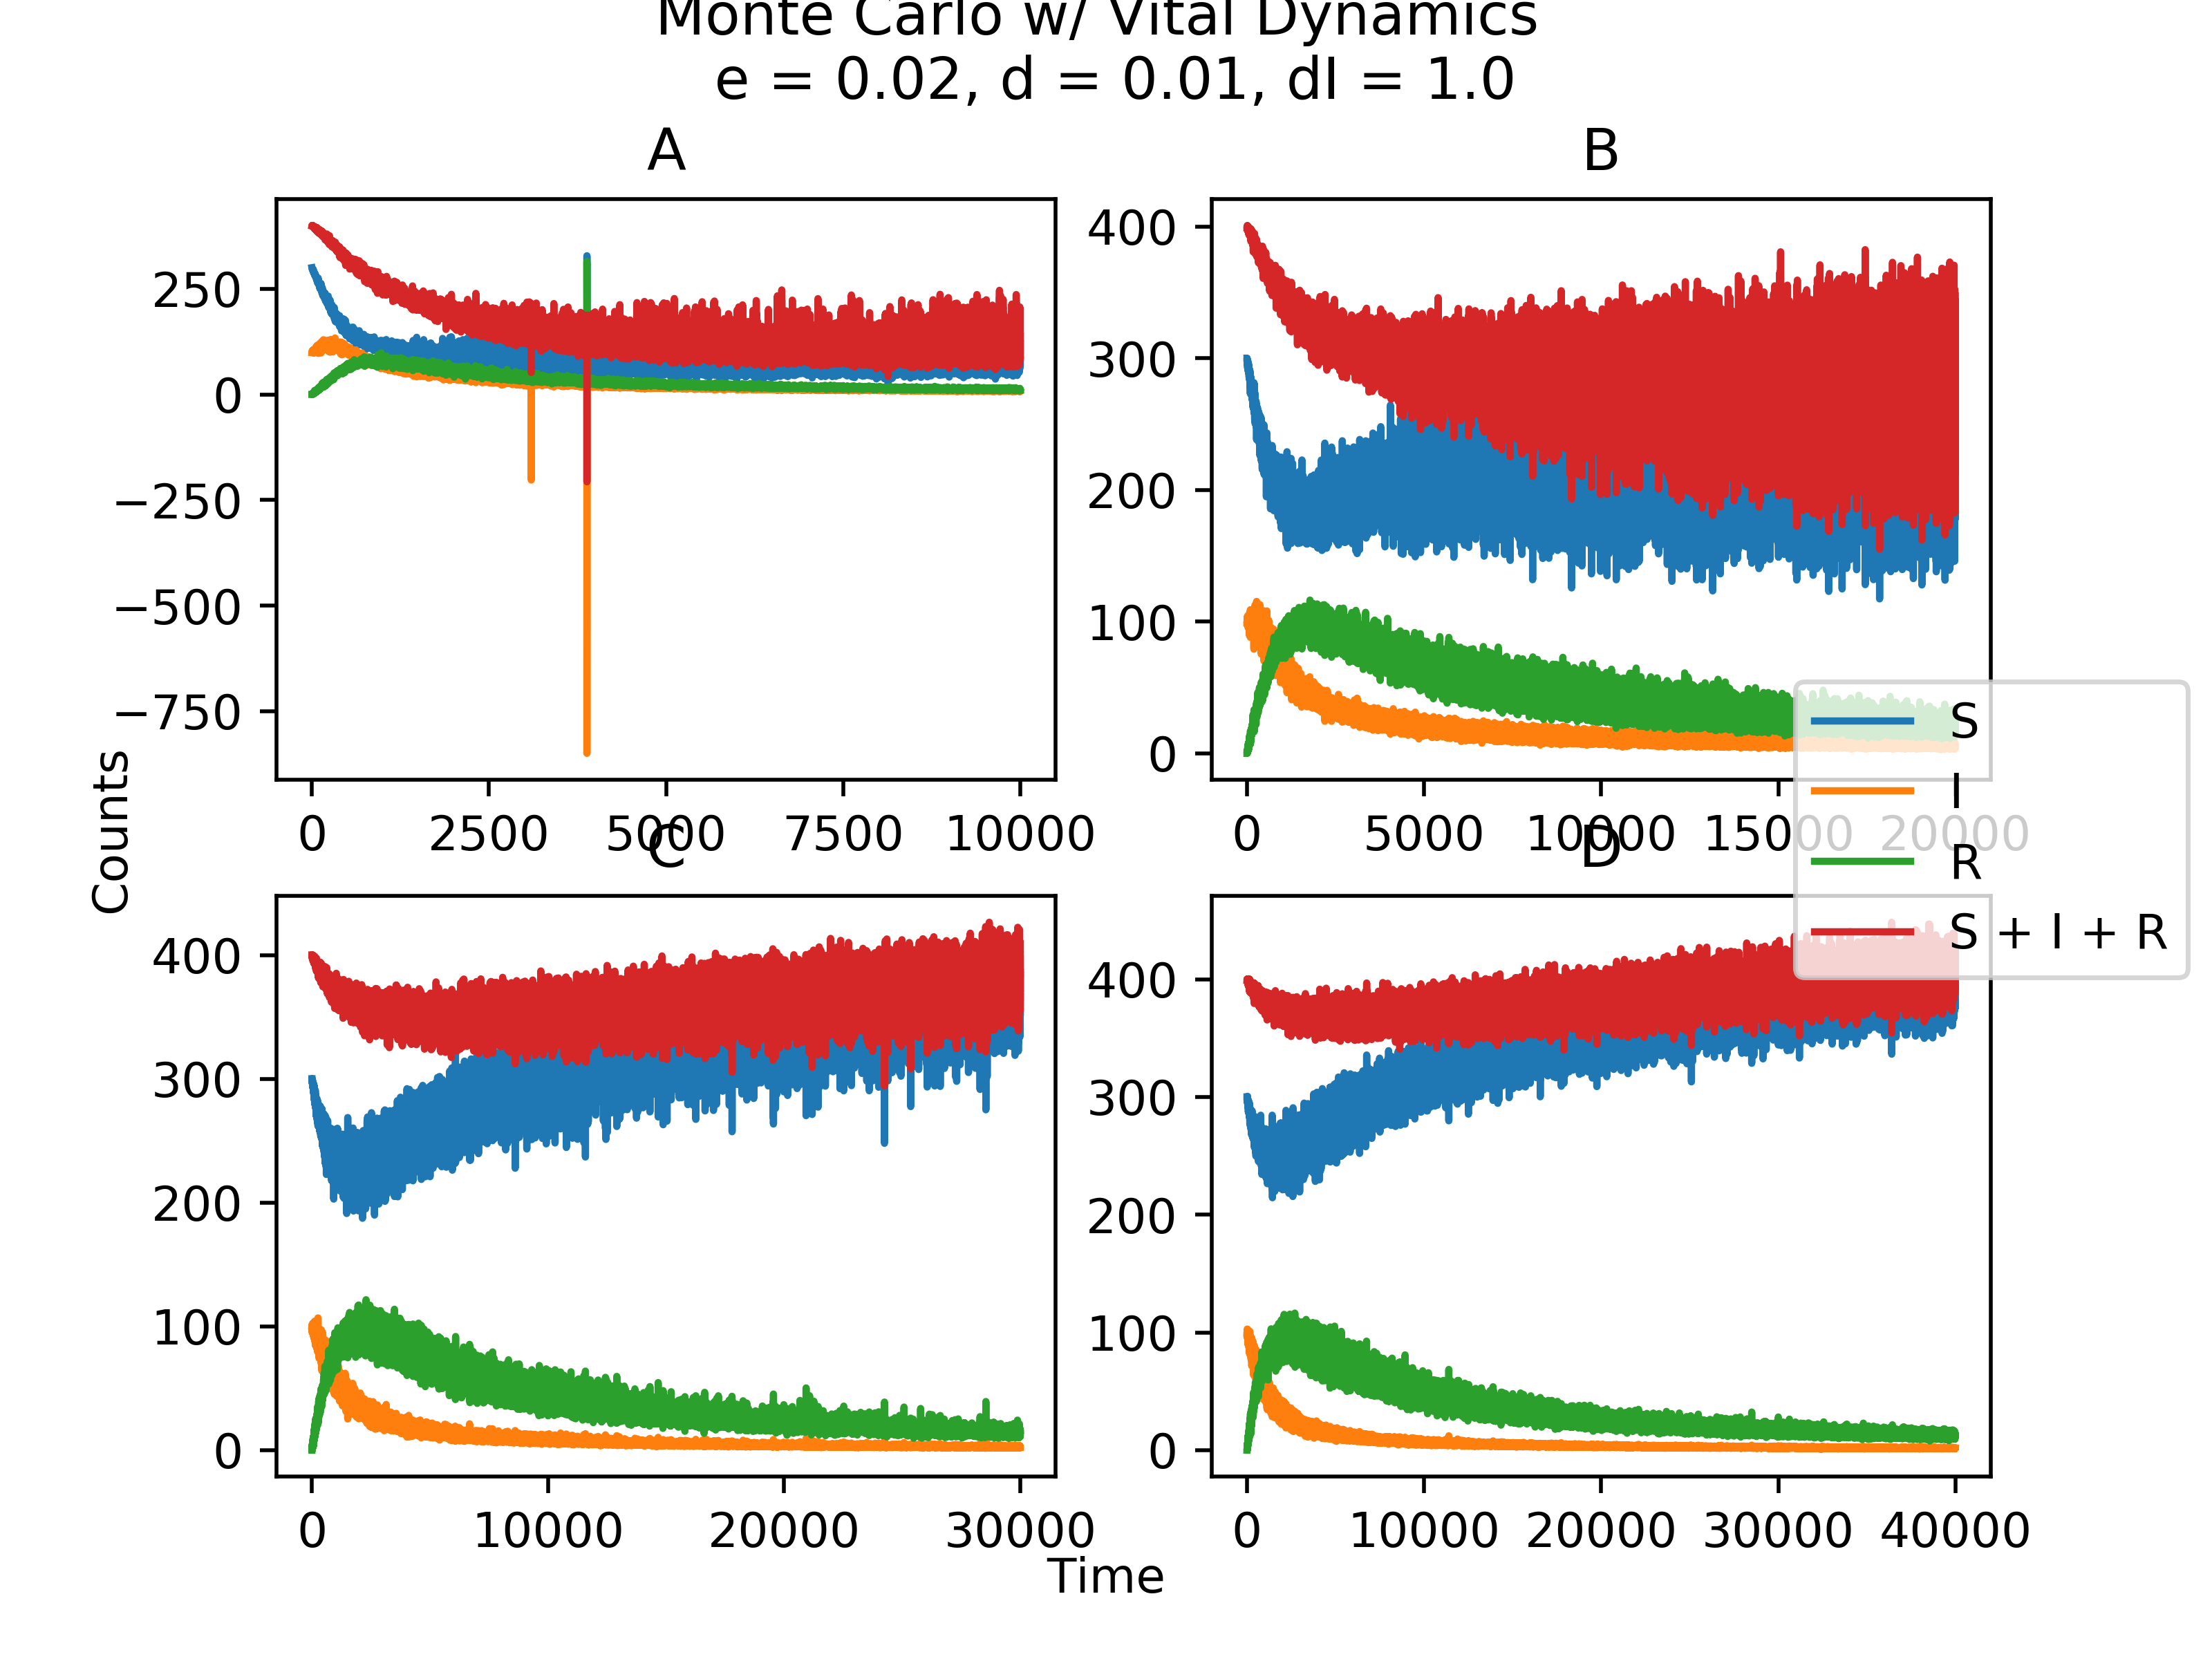 Monte Carlo w/ Vital Dynamics
e = 0.02, d = 0.01, dI = 1.0
A
B
250
0
−250
−500
−750
0 2500 5000 7500 10000
400
300
200
100
0
0 5000 10000 15000 20000
Counts
C
D
400
300
200
100
0
0 10000 20000 30000
400
300
200
100
0
0 10000 20000 30000 40000
S
I
R
S + I + R
Time